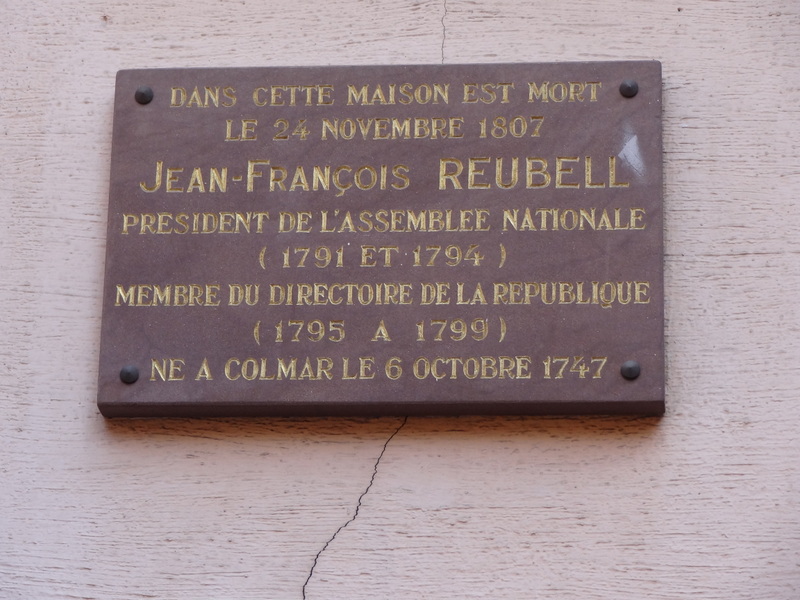 DANS CETTE MAISON EST MORT
LE 24 NOVEMBRE 1807
JEAN-FRANÇOIS REUBELL
PRESIDENT DE L'ASSEMBLEE NATIONALE
( 1791 ET 1794 )
MEMBRE DU DIRECTOIRE DE LA REPUBLIQUE
( 1795 A 1799 )
NE A COLMAR LE 6 OCTOBRE 1747